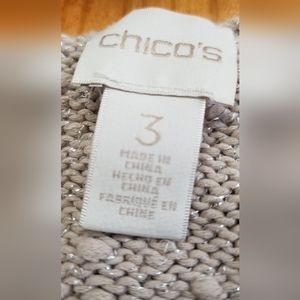 chico's
3
MADE IN
CHINA
HECHO EN
CHINA
FABRIQUÉ EN
CHINE